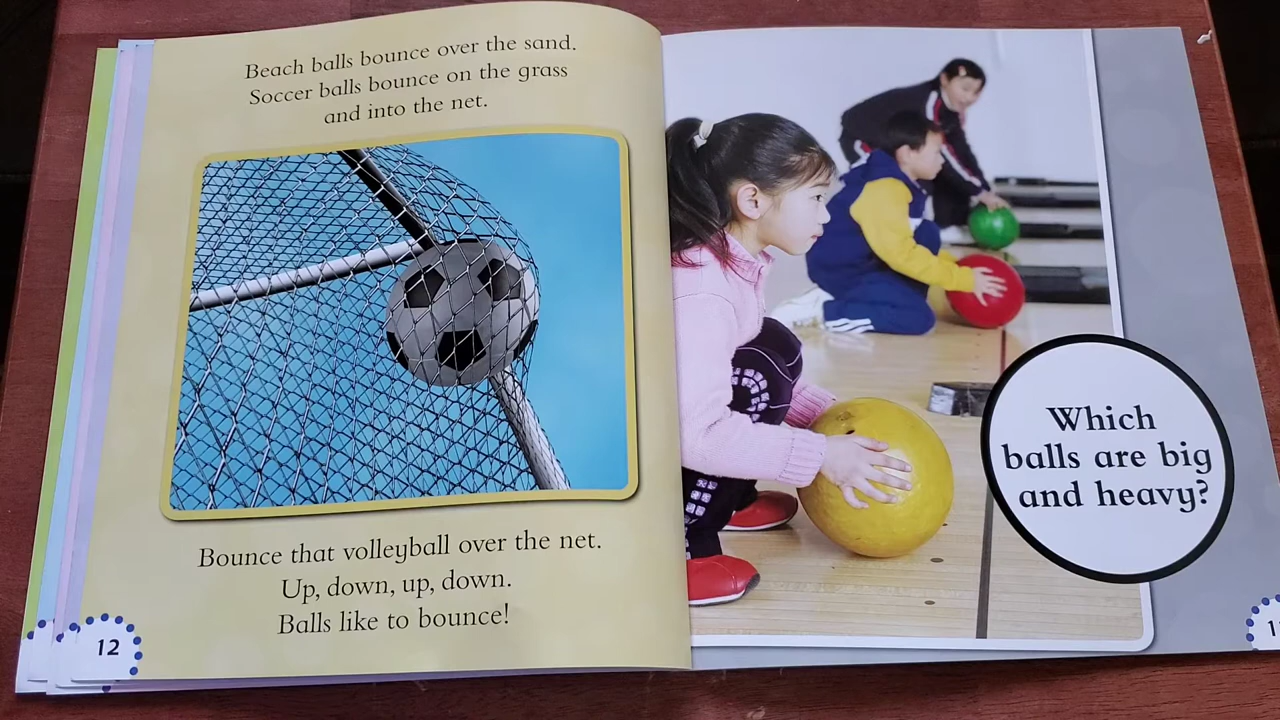 Beach balls bounce over the sand.
Soccer balls bounce on the grass
and into the net.
Bounce that volleyball over the net.
Up, down, up, down.
Balls like to bounce!
12
Which
balls are big
and heavy?